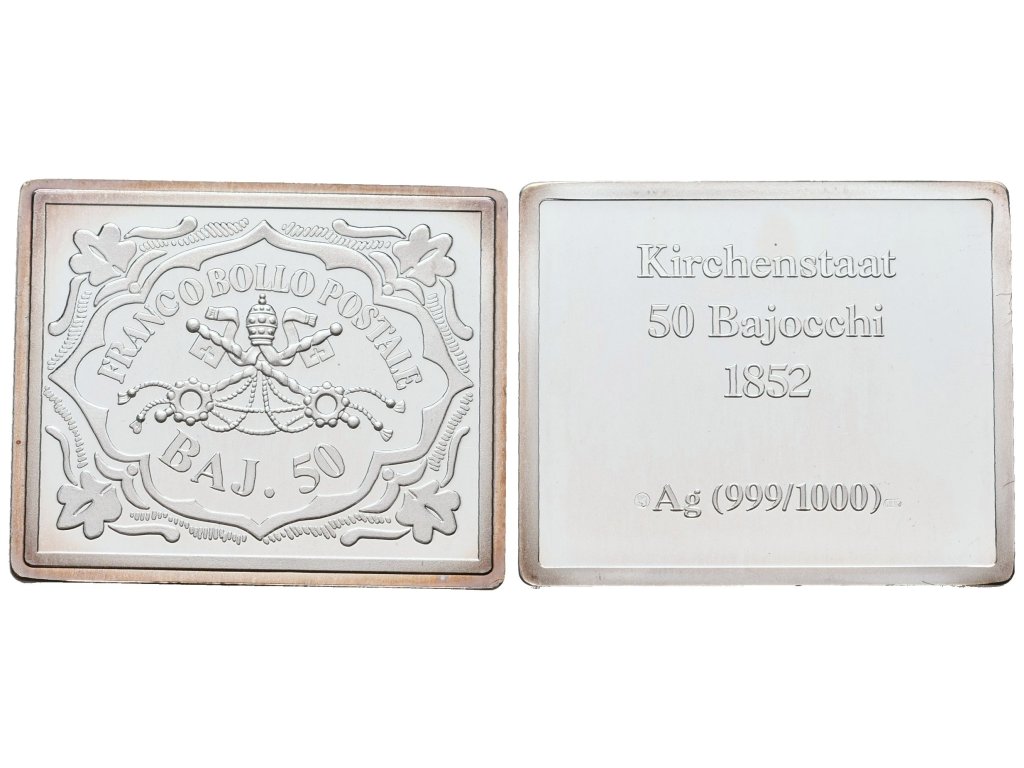 FRANCO BOLLO POSTALE
BAJ. 50
Kirchenstaat
50 Bajocchi
1852
Ag (999/1000)